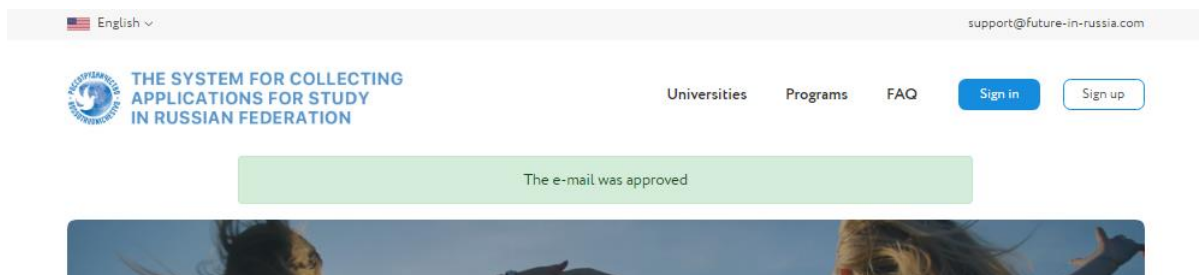 English
support@future-in-russia.com
THE SYSTEM FOR COLLECTING
APPLICATIONS FOR STUDY
IN RUSSIAN FEDERATION
Universities Programs FAQ Sign in Sign up
The e-mail was approved